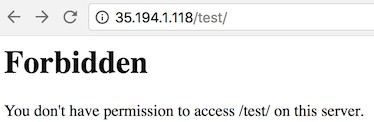 35.194.1.118/test/
Forbidden
You don't have permission to access /test/ on this server.